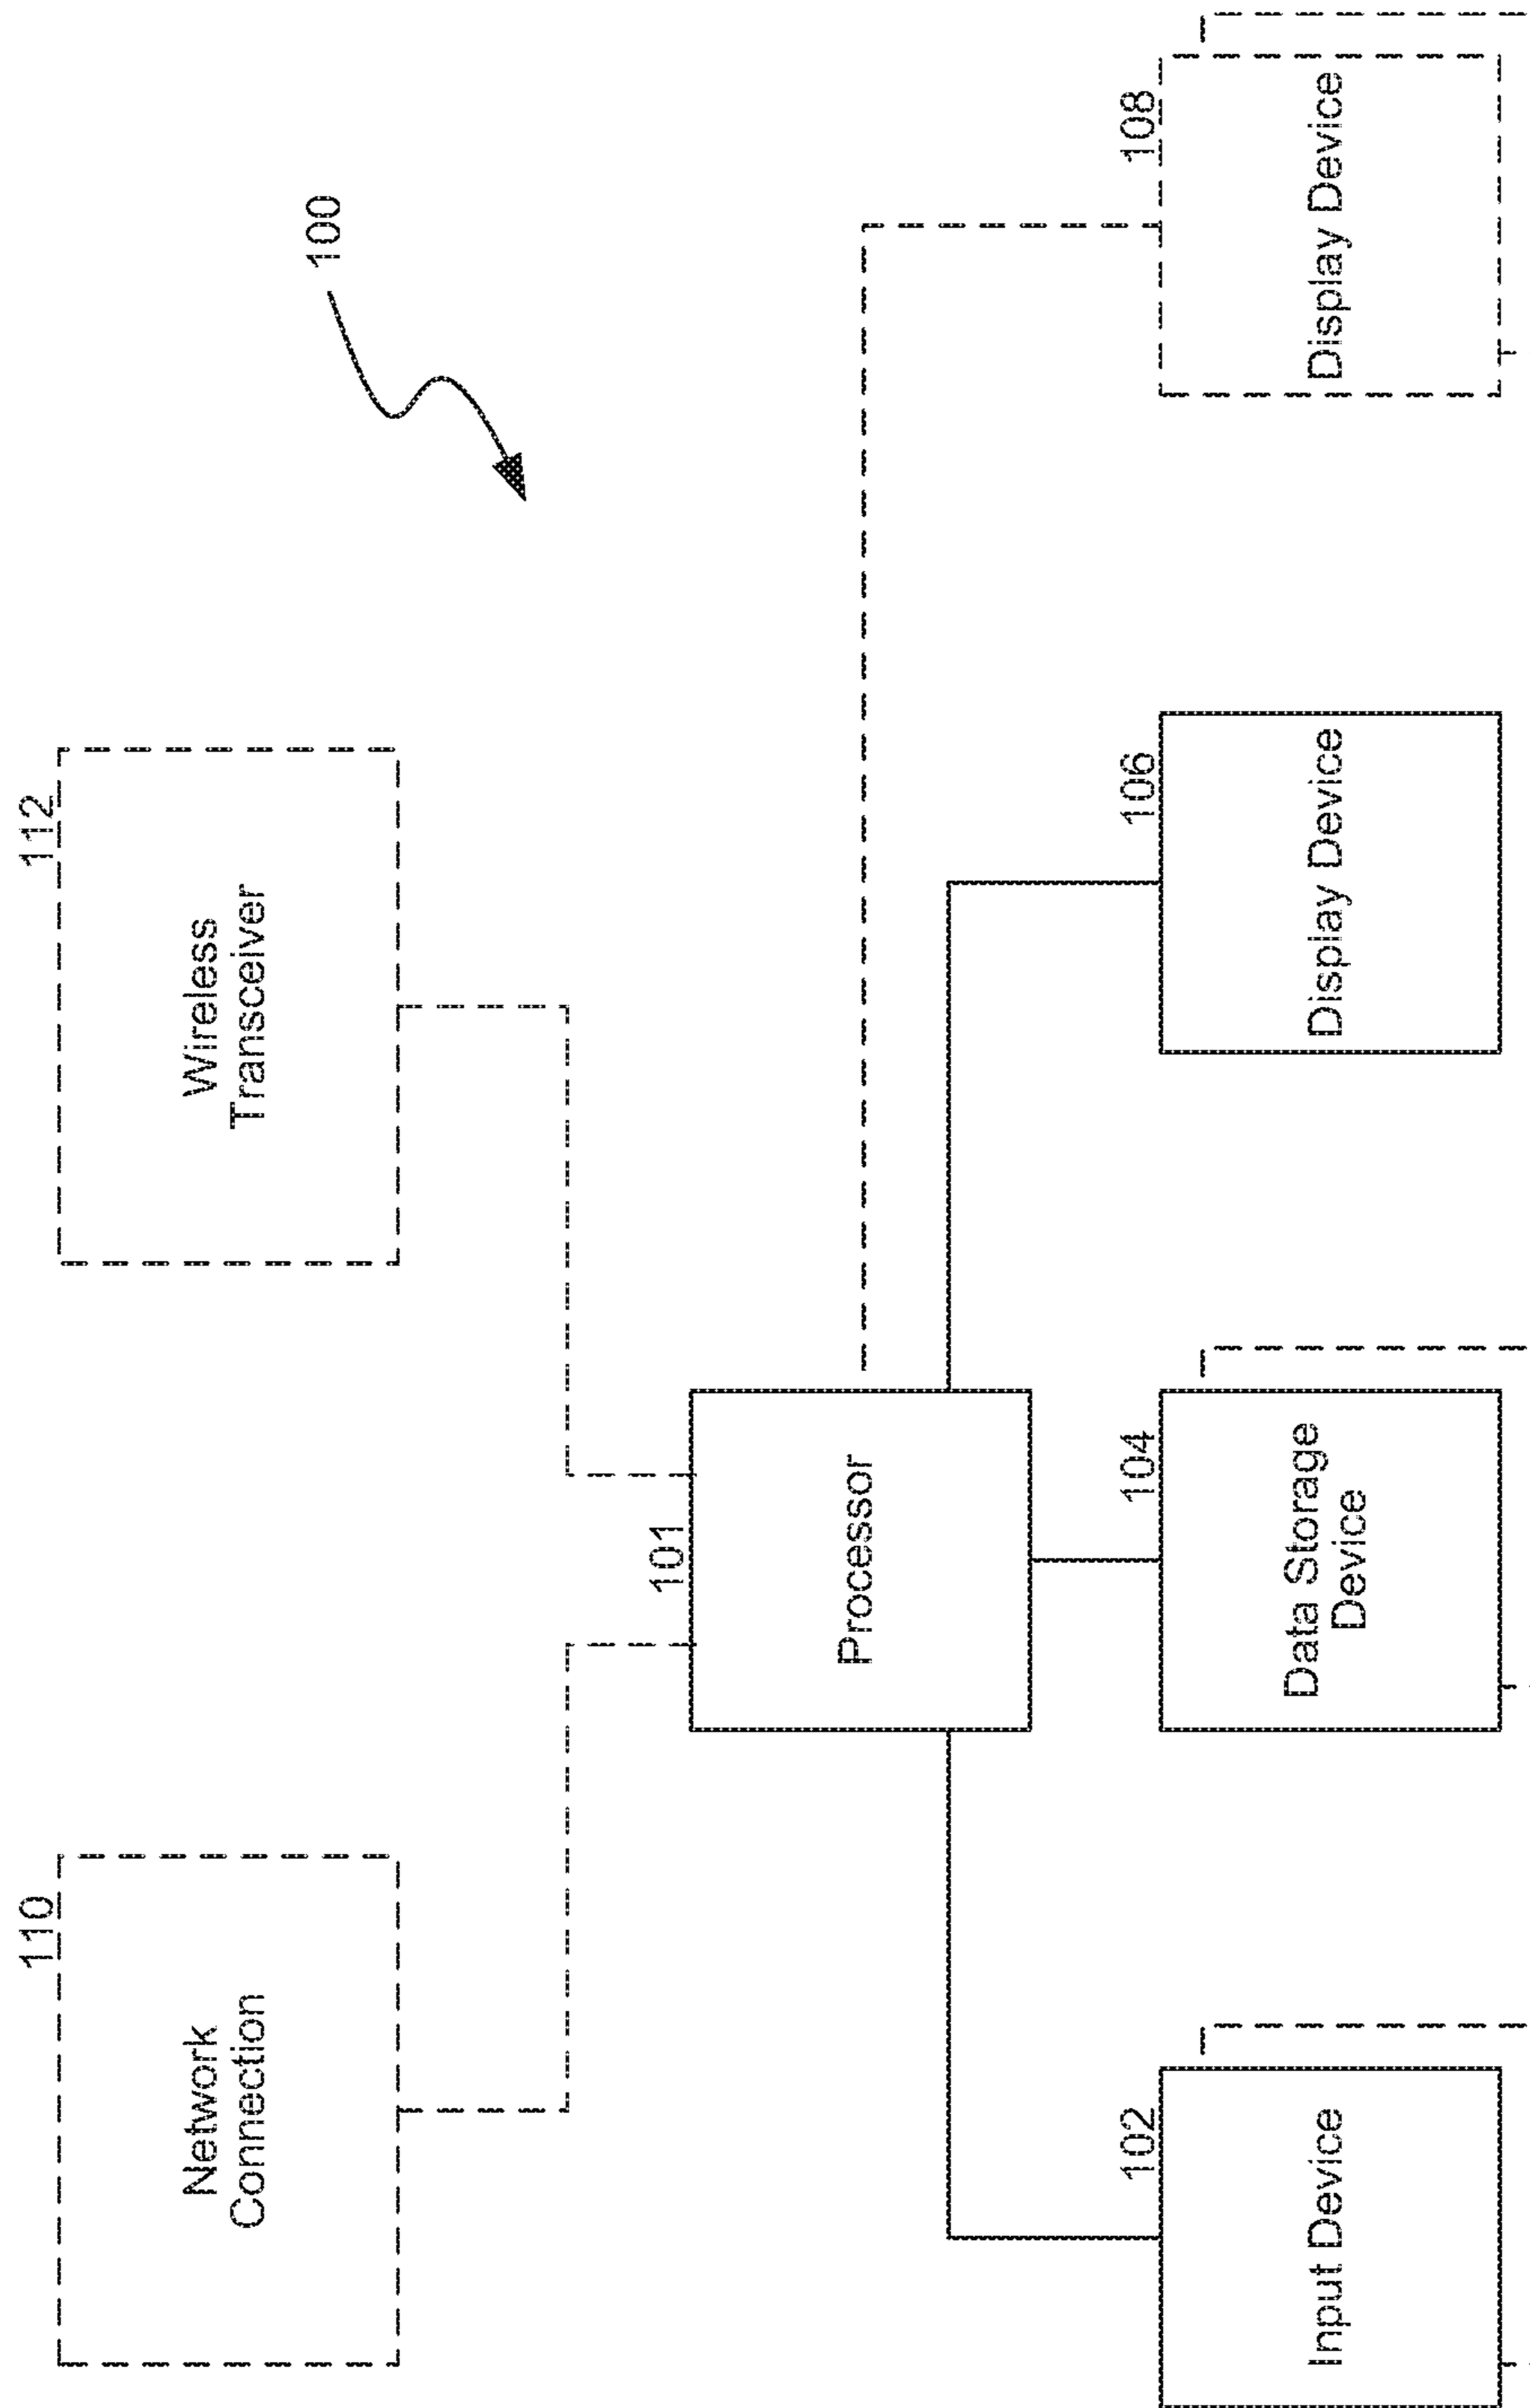 110
Network
Connection
112
Wireless
Transceiver
100
101
Processor
102
Input Device
104
Data Storage
Device
106
Display Device
108
Display Device